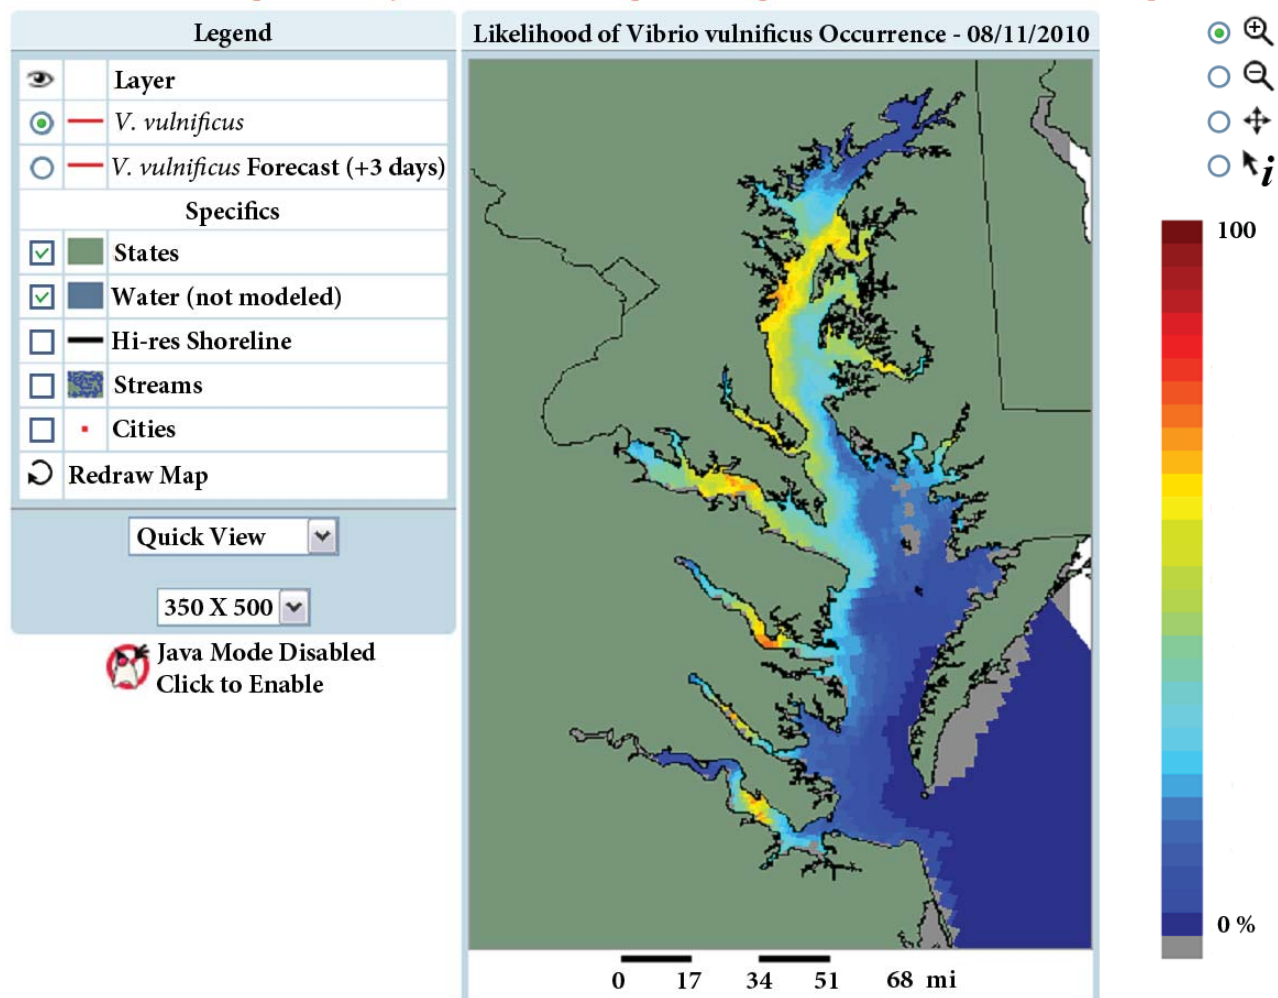 Legend
Layer
V. vulnificus
V. vulnificus Forecast (+3 days)
Specifics
States
Water (not modeled)
Hi-res Shoreline
Streams
Cities
Redraw Map
Quick View
350 X 500
Java Mode Disabled
Click to Enable
Likelihood of Vibrio vulnificus Occurrence - 08/11/2010
0 17 34 51 68 mi
i
100
0 %